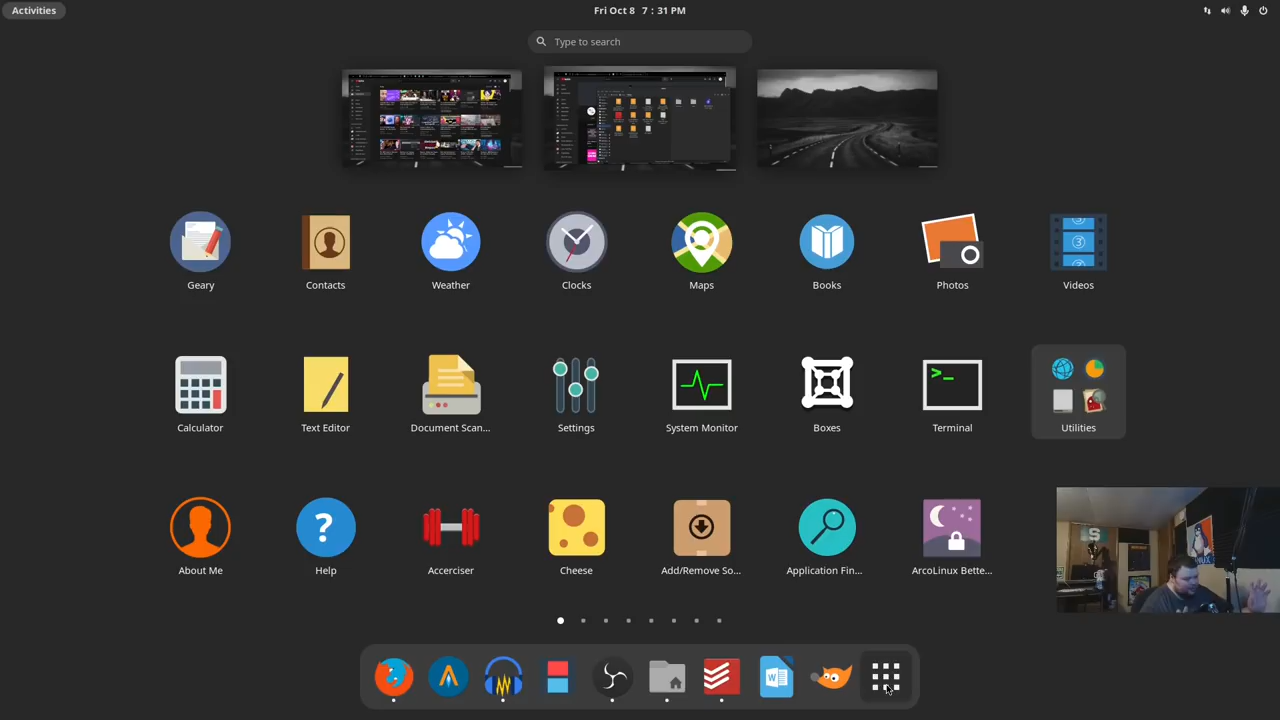 Activities
Fri Oct 8 7 : 31 PM
Type to search
Geary
Contacts
Weather
Clocks
Maps
Books
Photos
Videos
Calculator
Text Editor
Document Scan...
Settings
System Monitor
Boxes
Terminal
Utilities
About Me
Help
Accerciser
Cheese
Add/Remove So...
Application Fin...
ArcoLinux Bette...